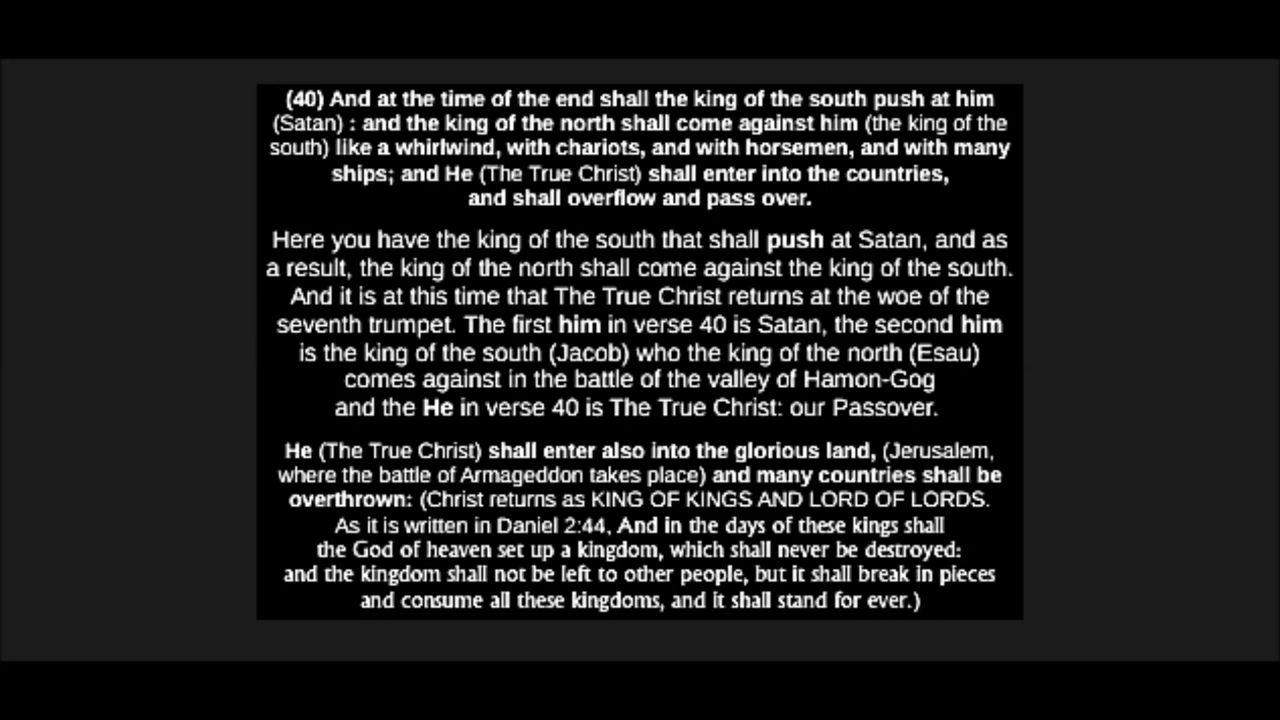 (40) And at the time of the end shall the king of the south push at him
(Satan) : and the king of the north shall come against him (the king of the
south) like a whirlwind, with chariots, and with horsemen, and with many
ships; and He (The True Christ) shall enter into the countries,
and shall overflow and pass over.
Here you have the king of the south that shall push at Satan, and as
a result, the king of the north shall come against the king of the south.
And it is at this time that The True Christ returns at the woe of the
seventh trumpet. The first him in verse 40 is Satan, the second him
is the king of the south (Jacob) who the king of the north (Esau)
comes against in the battle of the valley of Hamon-Gog
and the He in verse 40 is The True Christ: our Passover.
He (The True Christ) shall enter also into the glorious land, (Jerusalem,
where the battle of Armageddon takes place) and many countries shall be
overthrown: (Christ returns as KING OF KINGS AND LORD OF LORDS.
As it is written in Daniel 2:44, And in the days of these kings shall
the God of heaven set up a kingdom, which shall never be destroyed:
and the kingdom shall not be left to other people, but it shall break in pieces
and consume all these kingdoms, and it shall stand for ever.)